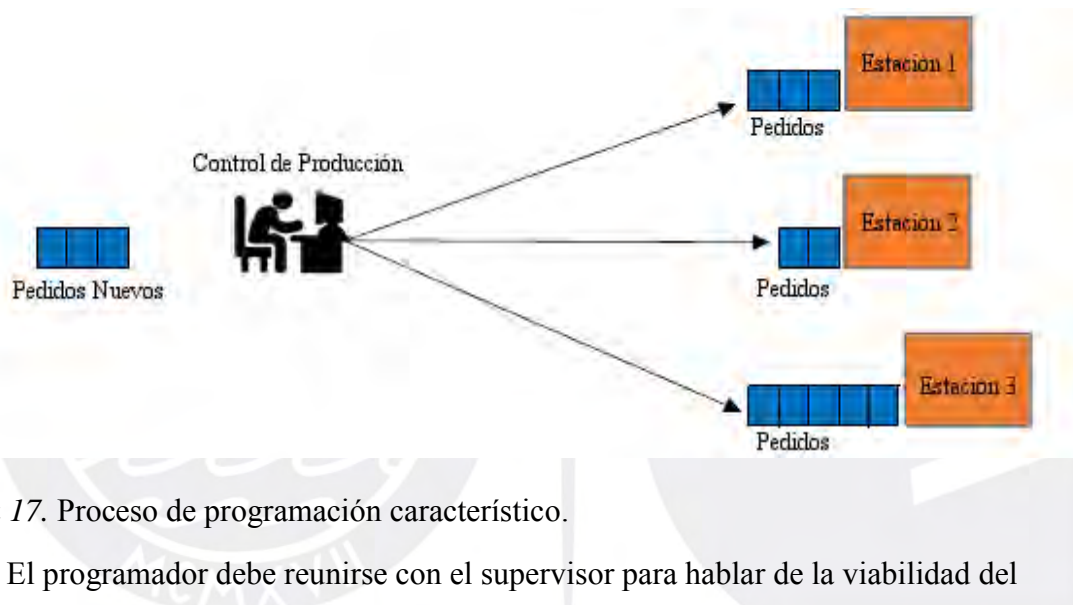 Estación 1
Pedidos
Control de Producción
Estación 2
Pedidos Nuevos
Pedidos
Estación 3
Pedidos
17. Proceso de programación característico.
El programador debe reunirse con el supervisor para hablar de la viabilidad del
MCMXVII